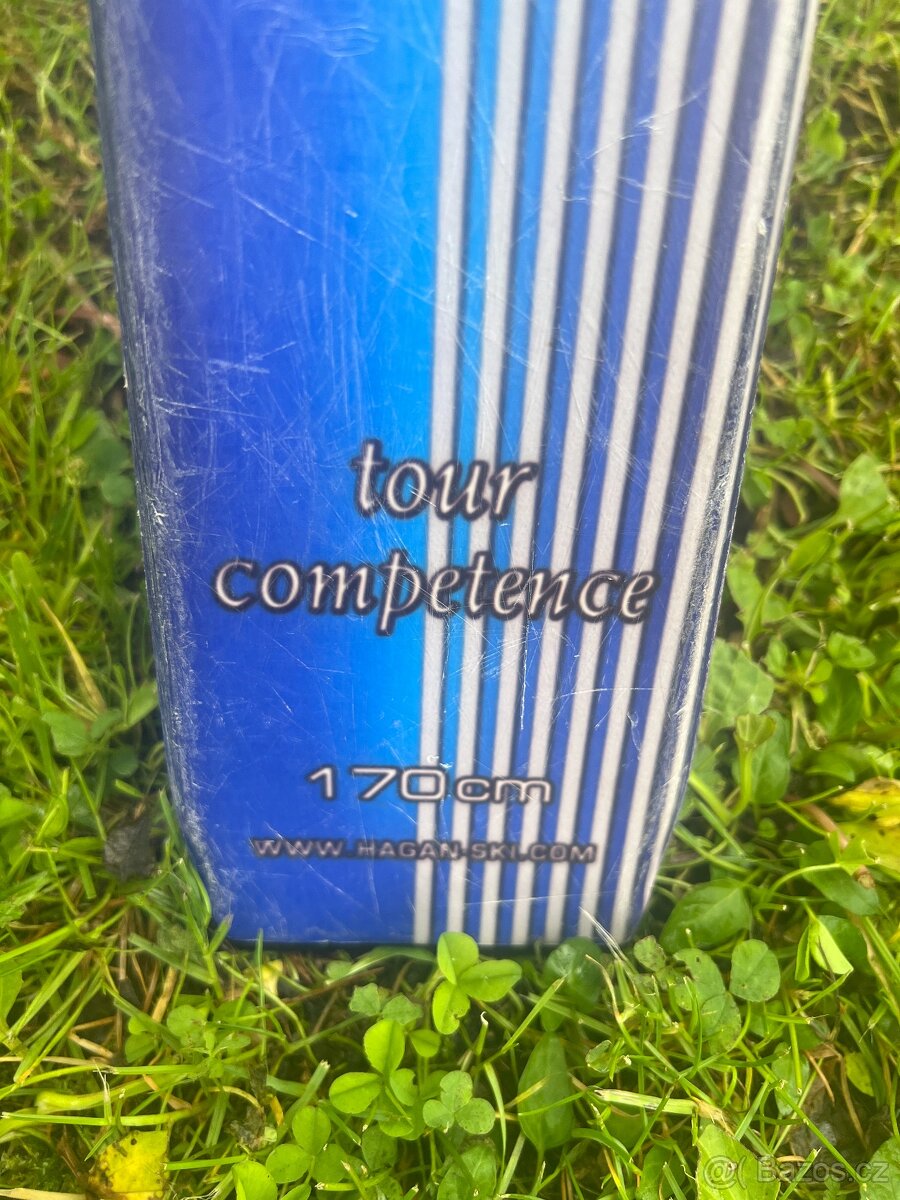 tour
competence
170cm
WWW.HAGAN-SKI.COM
@ Bazos.cz